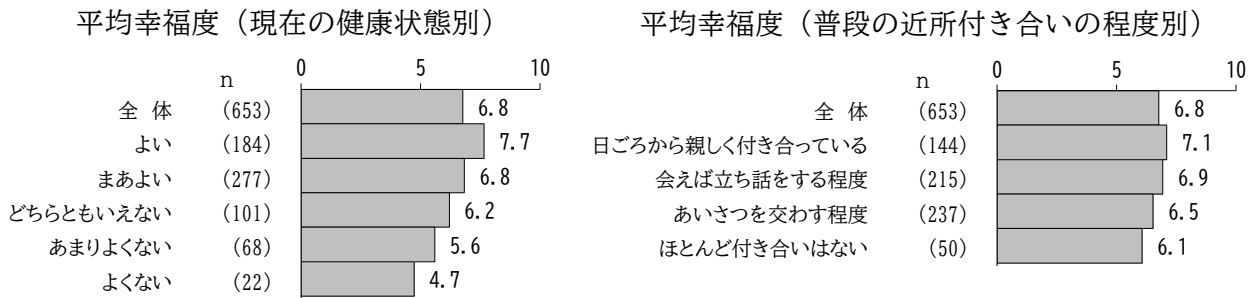 平均幸福度（現在の健康状態別）
0 5 10
n
全 体 (653) 6.8
よい (184) 7.7
まあよい (277) 6.8
どちらともいえない (101) 6.2
あまりよくない (68) 5.6
よくない (22) 4.7
平均幸福度（普段の近所付き合いの程度別）
0 5 10
n
全 体 (653) 6.8
日ごろから親しく付き合っている (144) 7.1
会えば立ち話をする程度 (215) 6.9
あいさつを交わす程度 (237) 6.5
ほとんど付き合いはない (50) 6.1